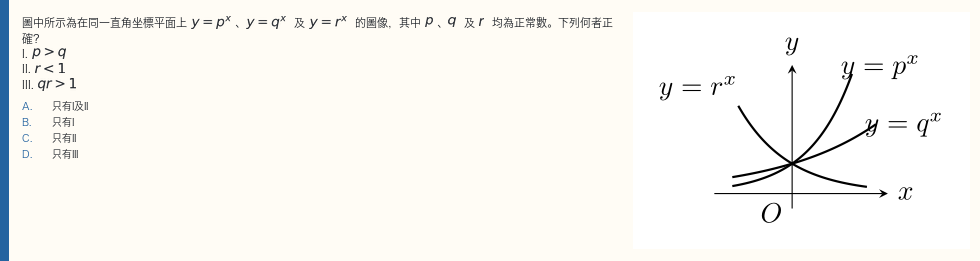 圖中所示為在同一直角坐標平面上 y = p^x 、y = q^x 及 y = r^x 的圖像，其中 p 、q 及 r 均為正常數。下列何者正
確?
I. p > q
II. r < 1
III. qr > 1
A. 只有I及II
B. 只有I
C. 只有II
D. 只有III
y
y = p^x
y = r^x
y = q^x
x
O